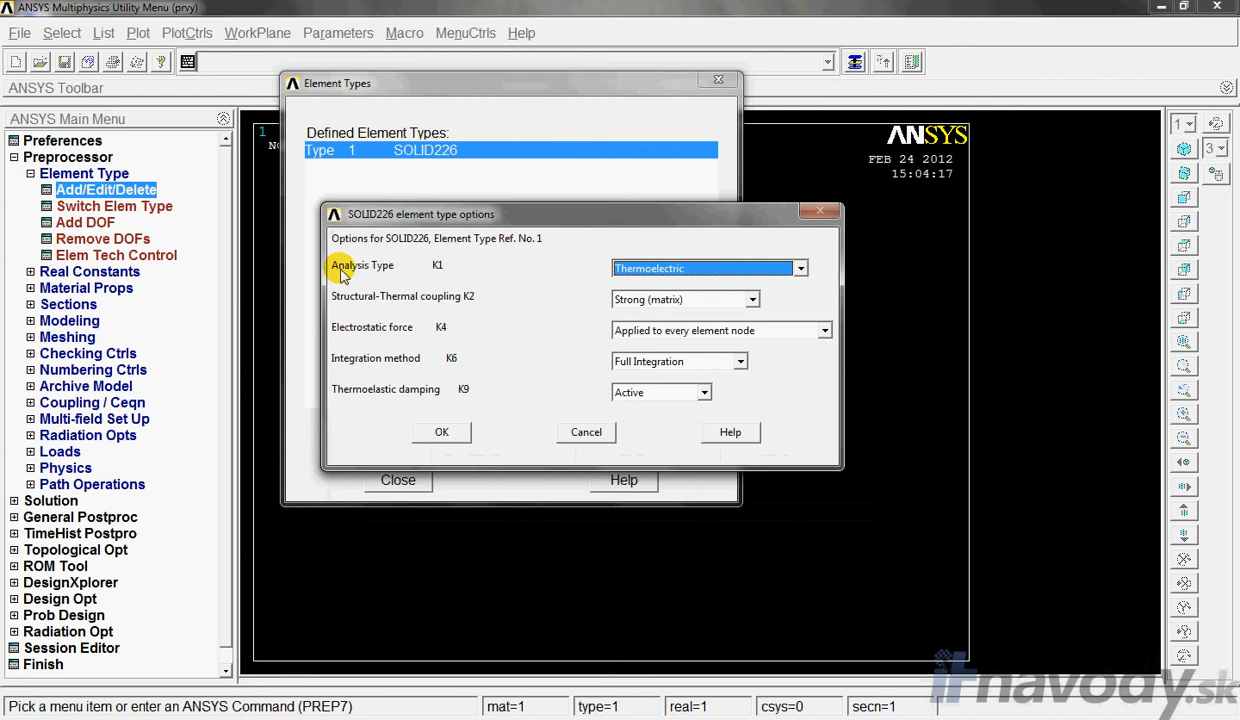 ANSYS Multiphysics Utility Menu (prvy)
File Select List Plot PlotCtrls WorkPlane Parameters Macro MenuCtrls Help
ANSYS Toolbar
ANSYS Main Menu
Preferences
Preprocessor
Element Type
Add/Edit/Delete
Switch Elem Type
Add DOF
Remove DOFs
Elem Tech Control
Real Constants
Material Props
Sections
Modeling
Meshing
Checking Ctrls
Numbering Ctrls
Archive Model
Coupling / Ceqn
Multi-field Set Up
Radiation Opts
Loads
Physics
Path Operations
Solution
General Postproc
TimeHist Postpro
Topological Opt
ROM Tool
DesignXplorer
Design Opt
Prob Design
Radiation Opt
Session Editor
Finish
1
ANSYS
FEB 24 2012
15:04:17
Element Types
Defined Element Types:
Type 1 SOLID226
Close Help
SOLID226 element type options
Options for SOLID226, Element Type Ref. No. 1
Analysis Type K1 Thermoelectric
Structural-Thermal coupling K2 Strong (matrix)
Electrostatic force K4 Applied to every element node
Integration method K6 Full Integration
Thermoelastic damping K9 Active
OK Cancel Help
1
3
itnavody.sk
Pick a menu item or enter an ANSYS Command (PREP7) mat=1 type=1 real=1 csys=0 secn=1